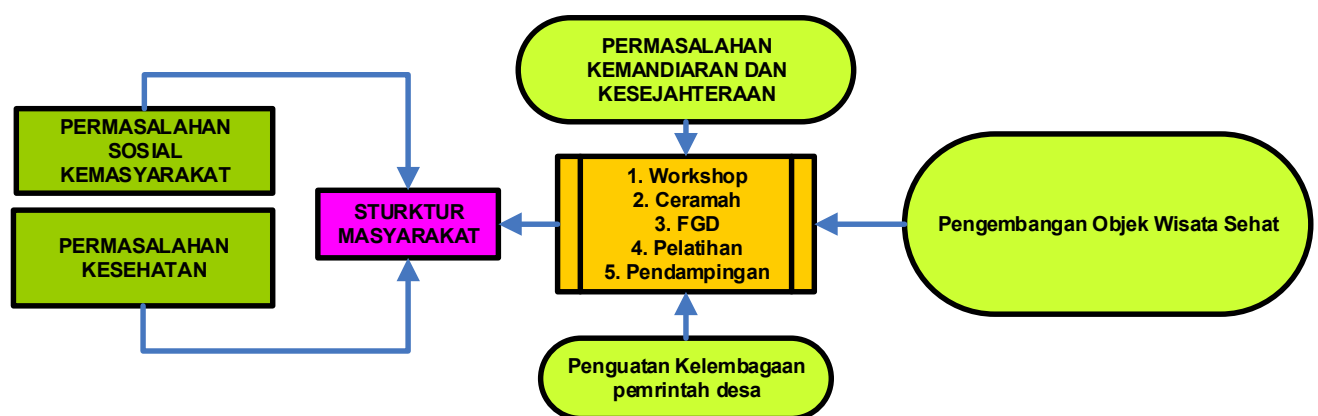 PERMASALAHAN
SOSIAL
KEMASYARAKAT
PERMASALAHAN
KESEHATAN
STURKTUR
MASYARAKAT
PERMASALAHAN
KEMANDIARAN DAN
KESEJAHTERAAN
1. Workshop
2. Ceramah
3. FGD
4. Pelatihan
5. Pendampingan
Penguatan Kelembagaan
pemrintah desa
Pengembangan Objek Wisata Sehat